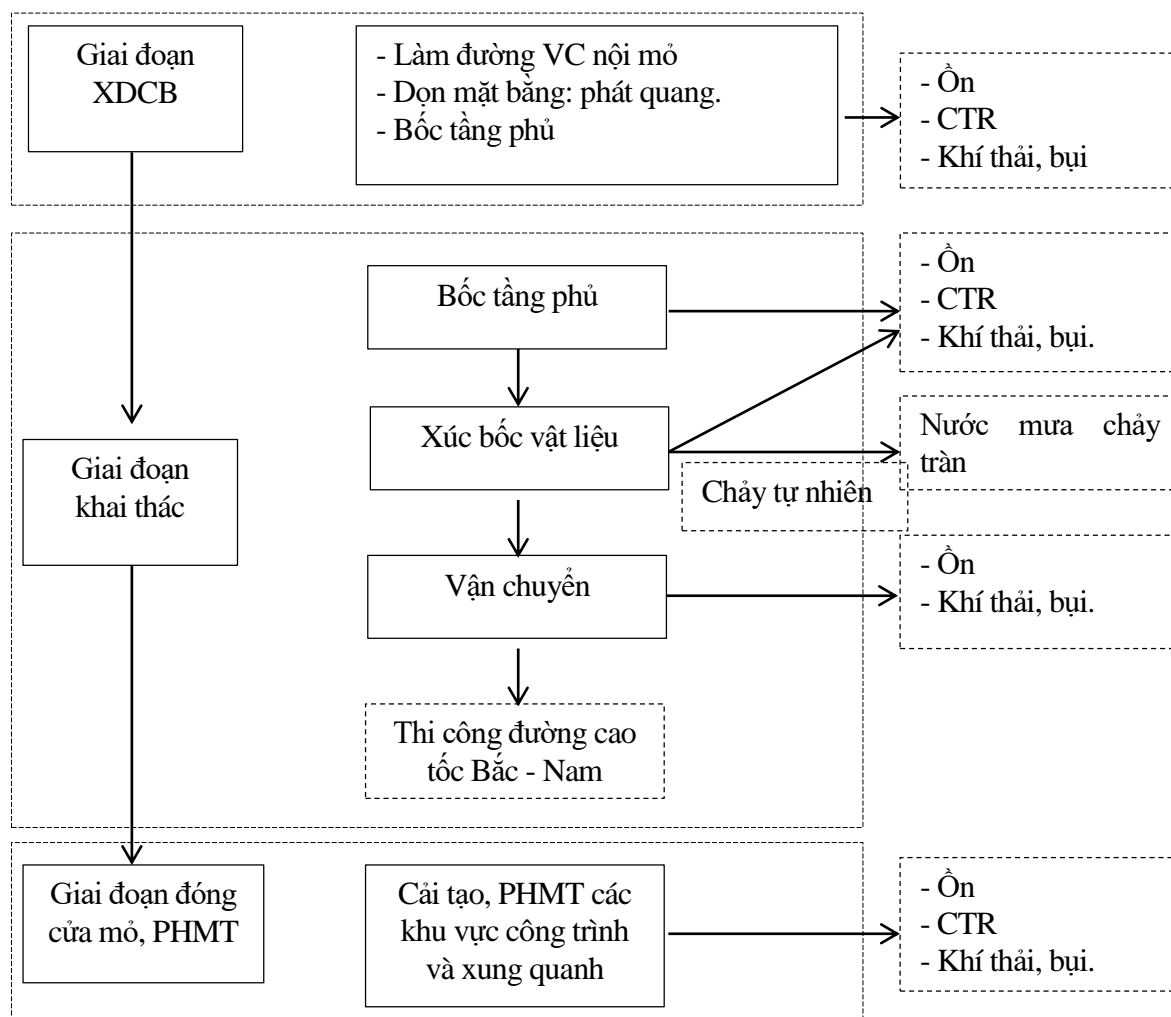 Giai đoạn
XDCB
- Làm đường VC nội mỏ
- Dọn mặt bằng: phát quang.
- Bốc tầng phủ
- Ồn
- CTR
- Khí thải, bụi
Giai đoạn
khai thác
Bốc tầng phủ
- Ồn
- CTR
- Khí thải, bụi.
Xúc bốc vật liệu
Nước mưa chảy
tràn
Chảy tự nhiên
Vận chuyển
- Ồn
- Khí thải, bụi.
Thi công đường cao
tốc Bắc - Nam
Giai đoạn đóng
cửa mỏ, PHMT
Cải tạo, PHMT các
khu vực công trình
và xung quanh
- Ồn
- CTR
- Khí thải, bụi.